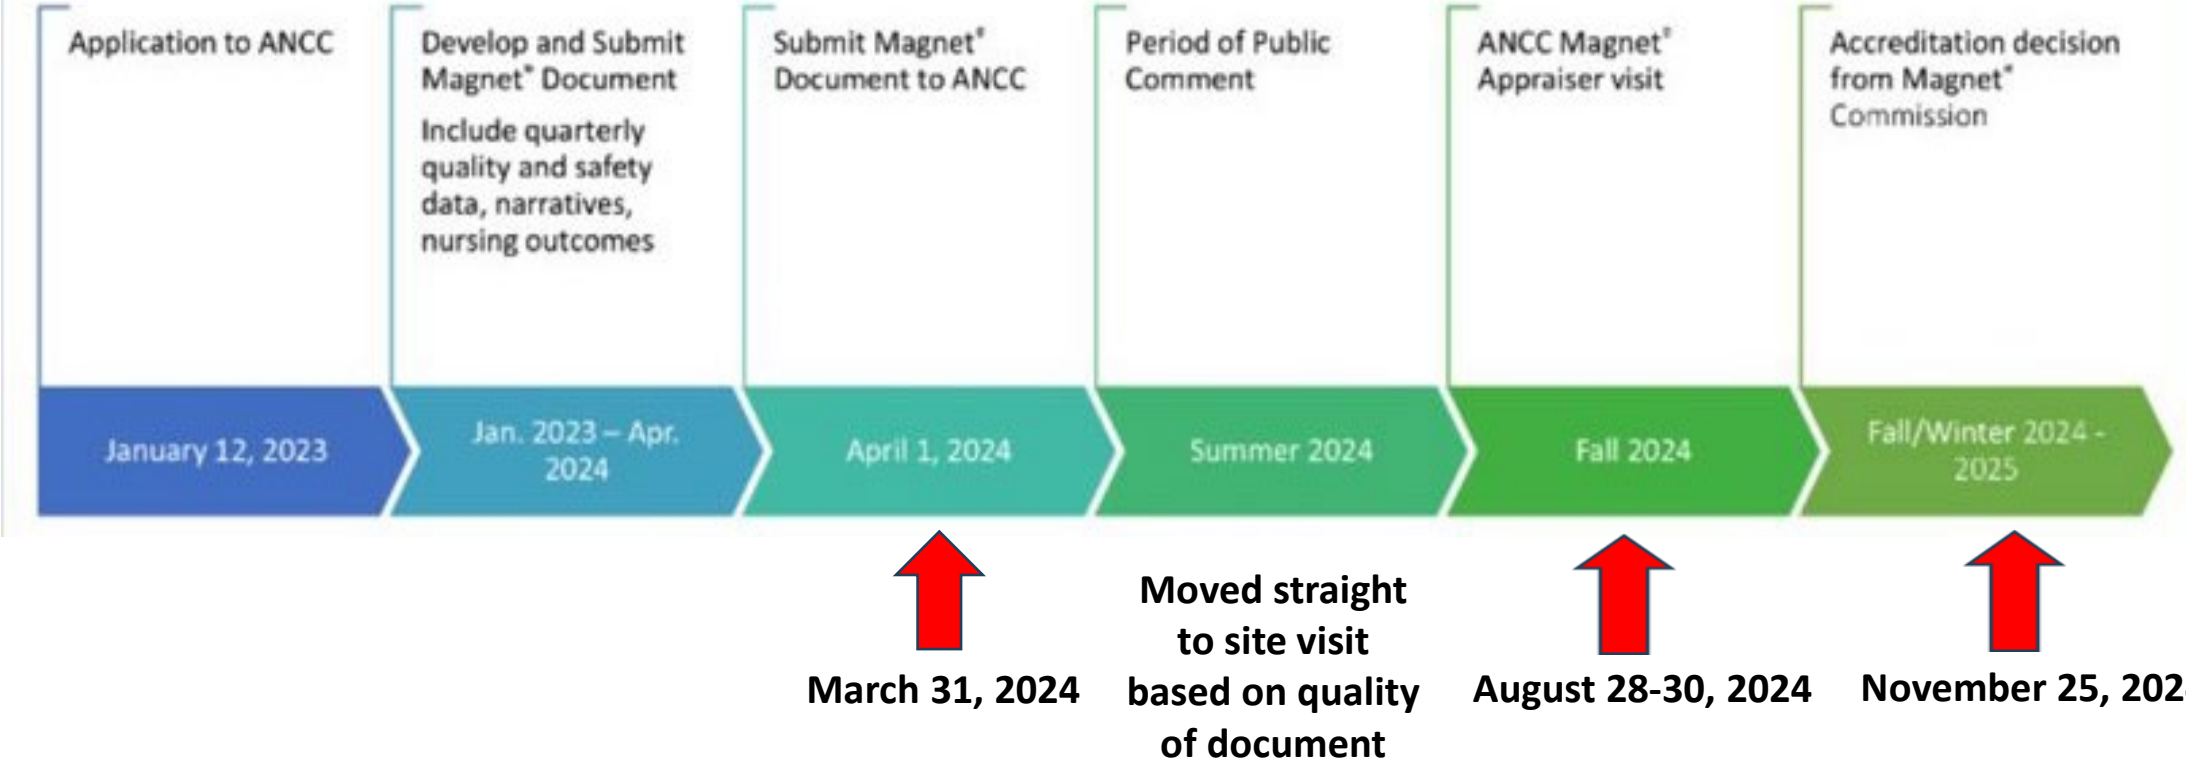 Application to ANCC
Develop and Submit
Magnet® Document
Include quarterly
quality and safety
data, narratives,
nursing outcomes
Submit Magnet®
Document to ANCC
Period of Public
Comment
ANCC Magnet®
Appraiser visit
Accreditation decision
from Magnet®
Commission
January 12, 2023
Jan. 2023 – Apr.
2024
April 1, 2024
Summer 2024
Fall 2024
Fall/Winter 2024 -
2025
March 31, 2024
Moved straight
to site visit
based on quality
of document
August 28-30, 2024
November 25,